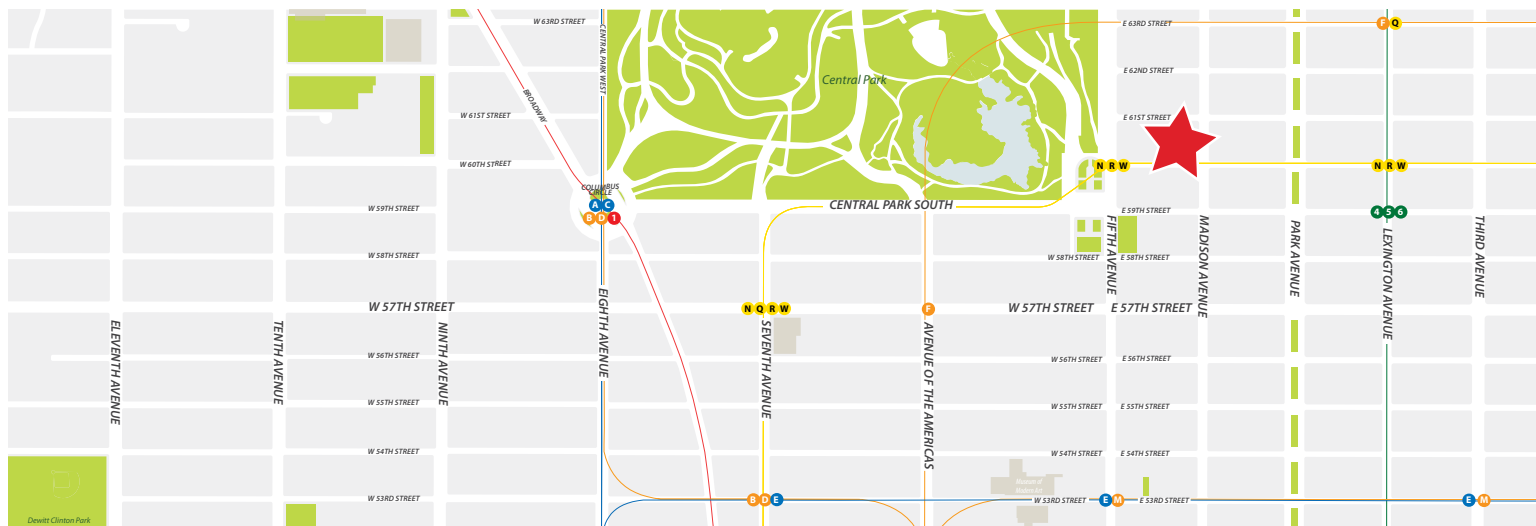 W 63RD STREET
CENTRAL PARK WEST
E 63RD STREET
F Q
BROADWAY
Central Park
E 62ND STREET
W 61ST STREET
E 61ST STREET
W 60TH STREET
N R W
N R W
COLUMBUS
CIRCLE
A C
B D 1
W 59TH STREET
CENTRAL PARK SOUTH
E 59TH STREET
4 5 6
W 58TH STREET
W 58TH STREET
E 58TH STREET
FIFTH AVENUE
MADISON AVENUE
PARK AVENUE
LEXINGTON AVENUE
THIRD AVENUE
W 57TH STREET
N Q R W
F
W 57TH STREET
E 57TH STREET
ELEVENTH AVENUE
TENTH AVENUE
NINTH AVENUE
EIGHTH AVENUE
SEVENTH AVENUE
AVENUE OF THE AMERICAS
W 56TH STREET
W 56TH STREET
E 56TH STREET
W 55TH STREET
W 55TH STREET
E 55TH STREET
W 54TH STREET
W 54TH STREET
E 54TH STREET
Museum of
Modern Art
W 53RD STREET
B D E
W 53RD STREET
E M
E 53RD STREET
E M
Dewitt Clinton Park